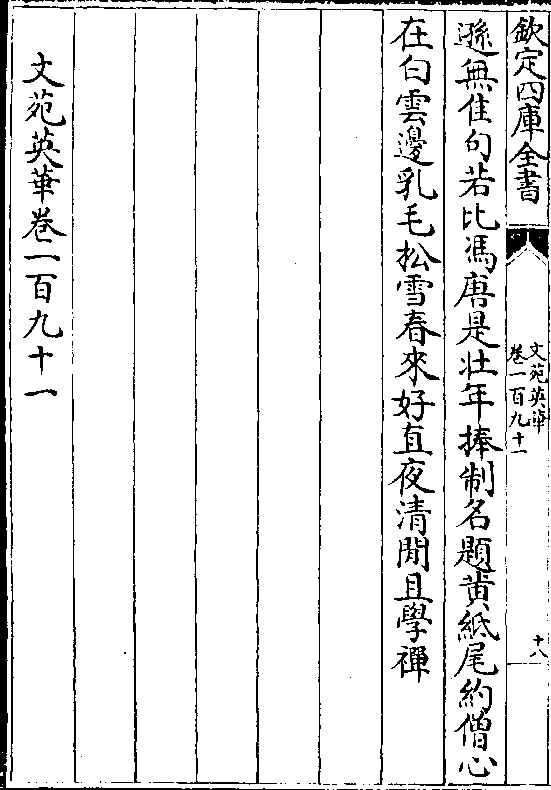 欽定四庫全書
文苑英華
卷一百九十一
十八
遜無佳句若比馮唐是壯年捧制名題黄紙尾約僧心
在白雲邊乳毛松雪春來好直夜清閒且學禪
文苑英華卷一百九十一